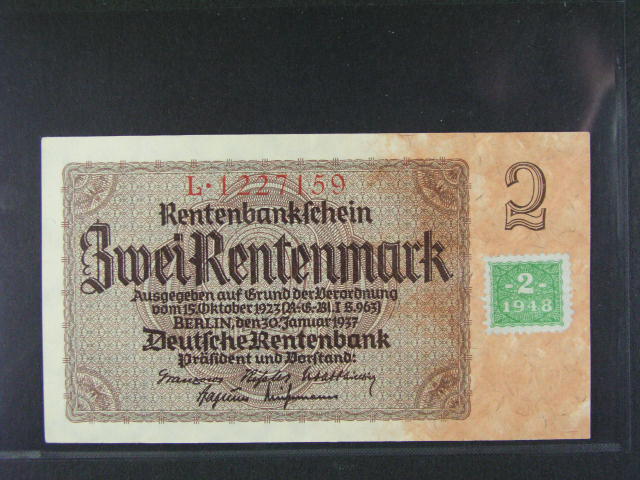 L·1227159
Rentenbankschein
Zwei Rentenmark
Ausgegeben auf Grund der Verordnung
vom 15. Oktober 1923 (R.-G.-Bl. I S. 963)
BERLIN, den 30. Januar 1937
Deutsche Rentenbank
Präsident und Vorstand:
2
-2-
1948